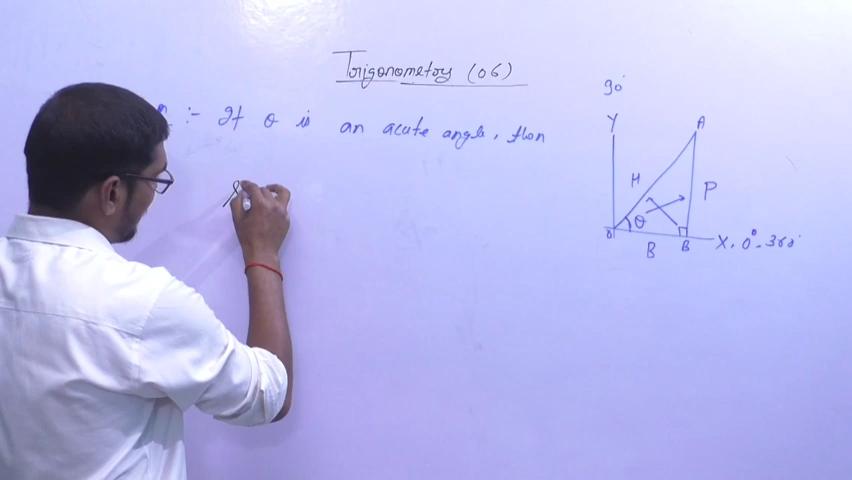 Trigonometry (06)
:- If θ is an acute angle, then
90°
Y
A
H
P
θ
O
B
B
X, 0°, 360°